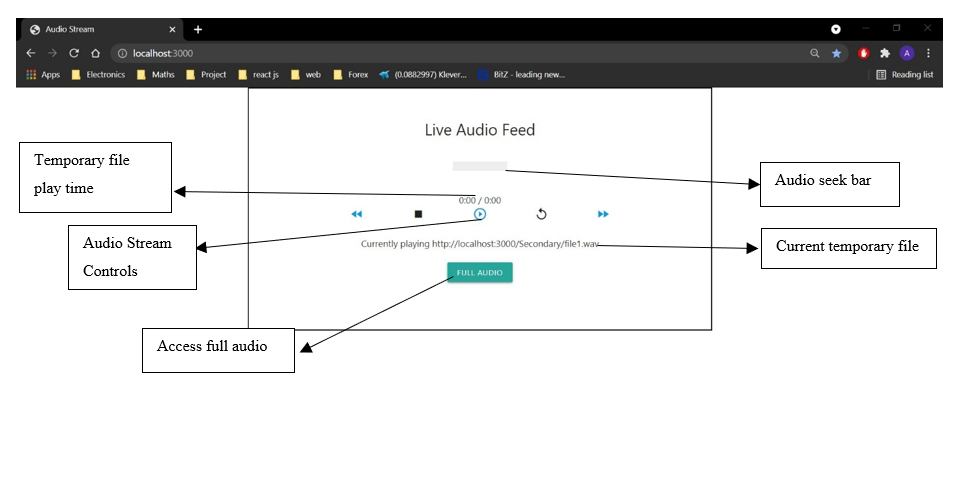 Audio Stream
localhost:3000
A
Apps Electronics Maths Project react js web Forex (0.0882997) Klever... BitZ - leading new... Reading list
Live Audio Feed
Temporary file
play time
Audio seek bar
0:00 / 0:00
Audio Stream
Controls
Currently playing http://localhost:3000/Secondary/file1.wav
Current temporary file
FULL AUDIO
Access full audio